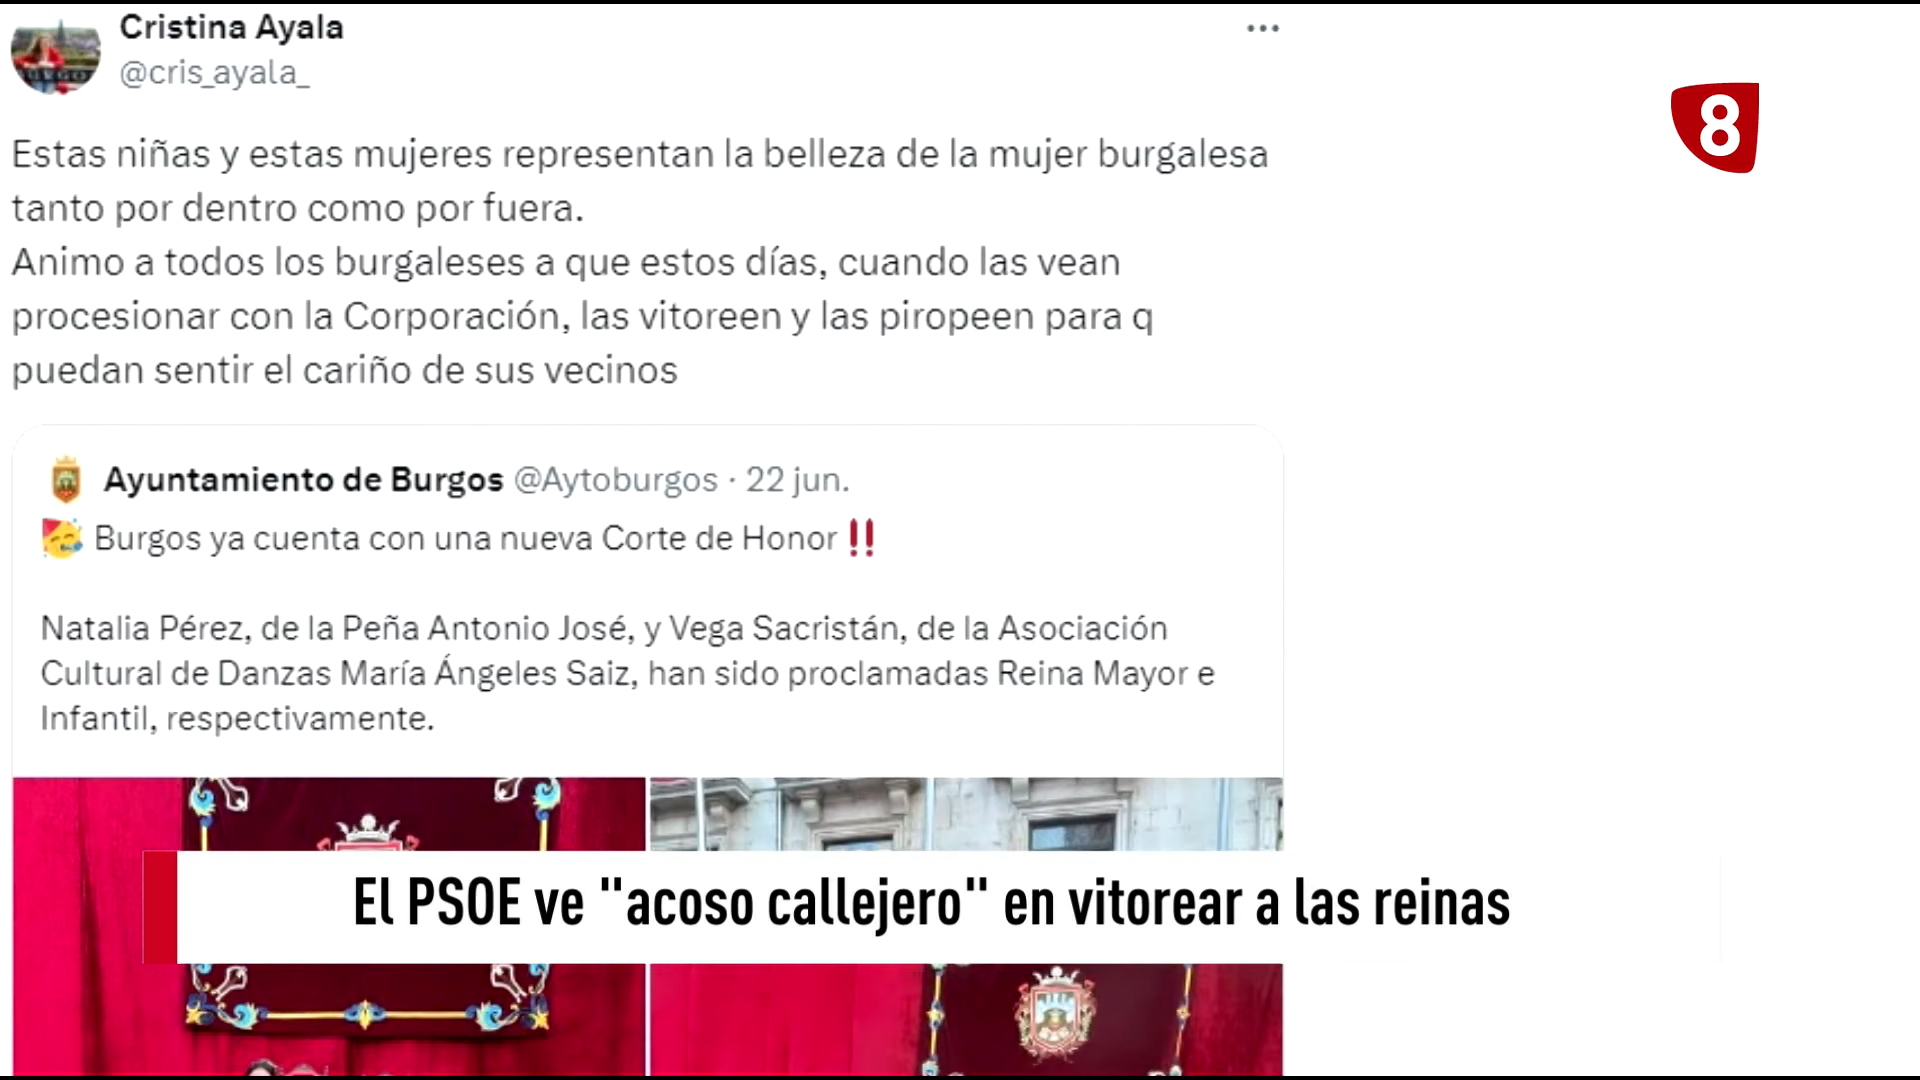 Cristina Ayala
@cris_ayala_
8
Estas niñas y estas mujeres representan la belleza de la mujer burgalesa
tanto por dentro como por fuera.
Animo a todos los burgaleses a que estos días, cuando las vean
procesionar con la Corporación, las vitoreen y las piropeen para q
puedan sentir el cariño de sus vecinos
Ayuntamiento de Burgos @Aytoburgos · 22 jun.
🥳 Burgos ya cuenta con una nueva Corte de Honor ‼️
Natalia Pérez, de la Peña Antonio José, y Vega Sacristán, de la Asociación
Cultural de Danzas María Ángeles Saiz, han sido proclamadas Reina Mayor e
Infantil, respectivamente.
El PSOE ve "acoso callejero" en vitorear a las reinas